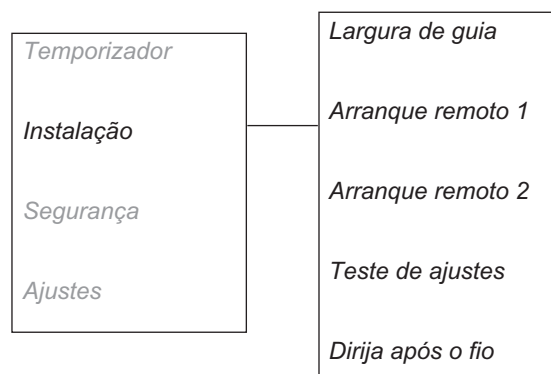 Temporizador
Instalação
Segurança
Ajustes
Largura de guia
Arranque remoto 1
Arranque remoto 2
Teste de ajustes
Dirija após o fio